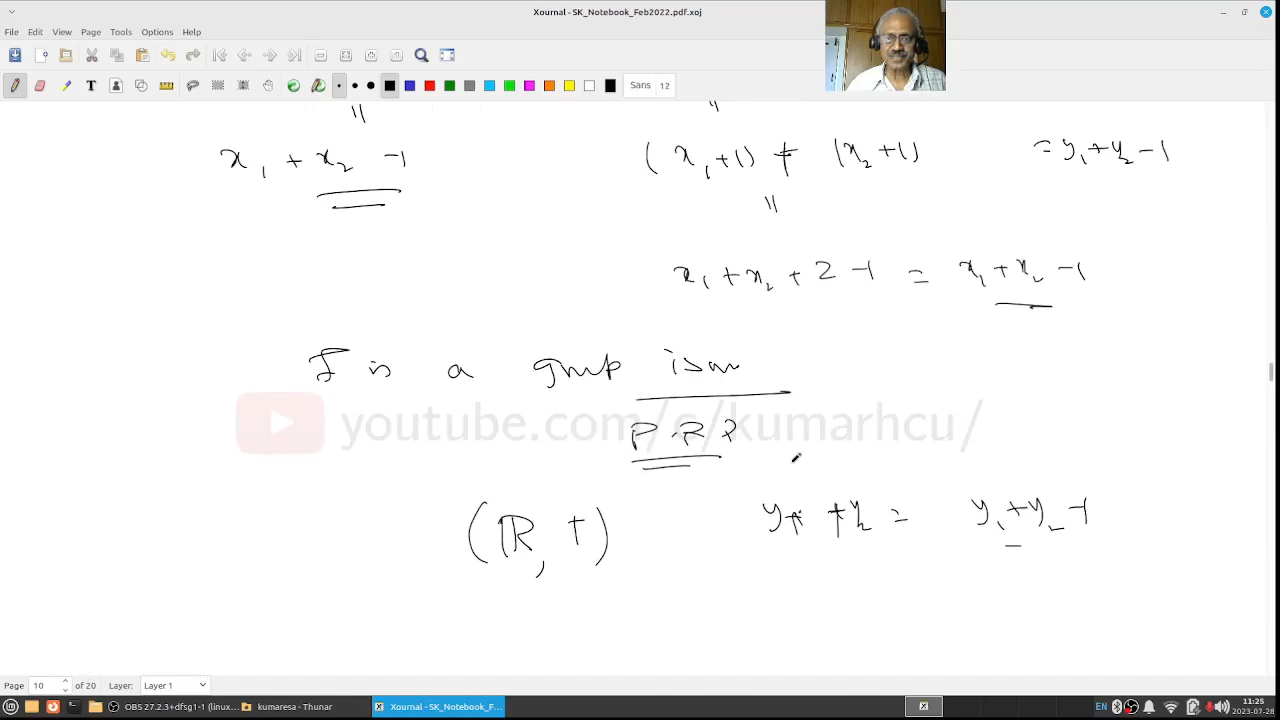 Xournal - SK_Notebook_Feb2022.pdf.xoj
File Edit View Page Tools Options Help
Sans 12
x₁ + x₂ -1
(x₁+1) † (x₂+1)
= y₁+y₂-1
x₁ + x₂ + 2 -1 = x₁ + x₂ -1
f is a group ism
P.R.P
youtube.com/c/kumarhcu/
(ℝ, †)
y₁ † y₂ = y₁+y₂-1
Page 10 of 20 Layer: Layer 1
OBS 27.2.3+dfsg1-1 (linux... kumaresa - Thunar Xournal - SK_Notebook_F... EN 11:25
2023-07-28